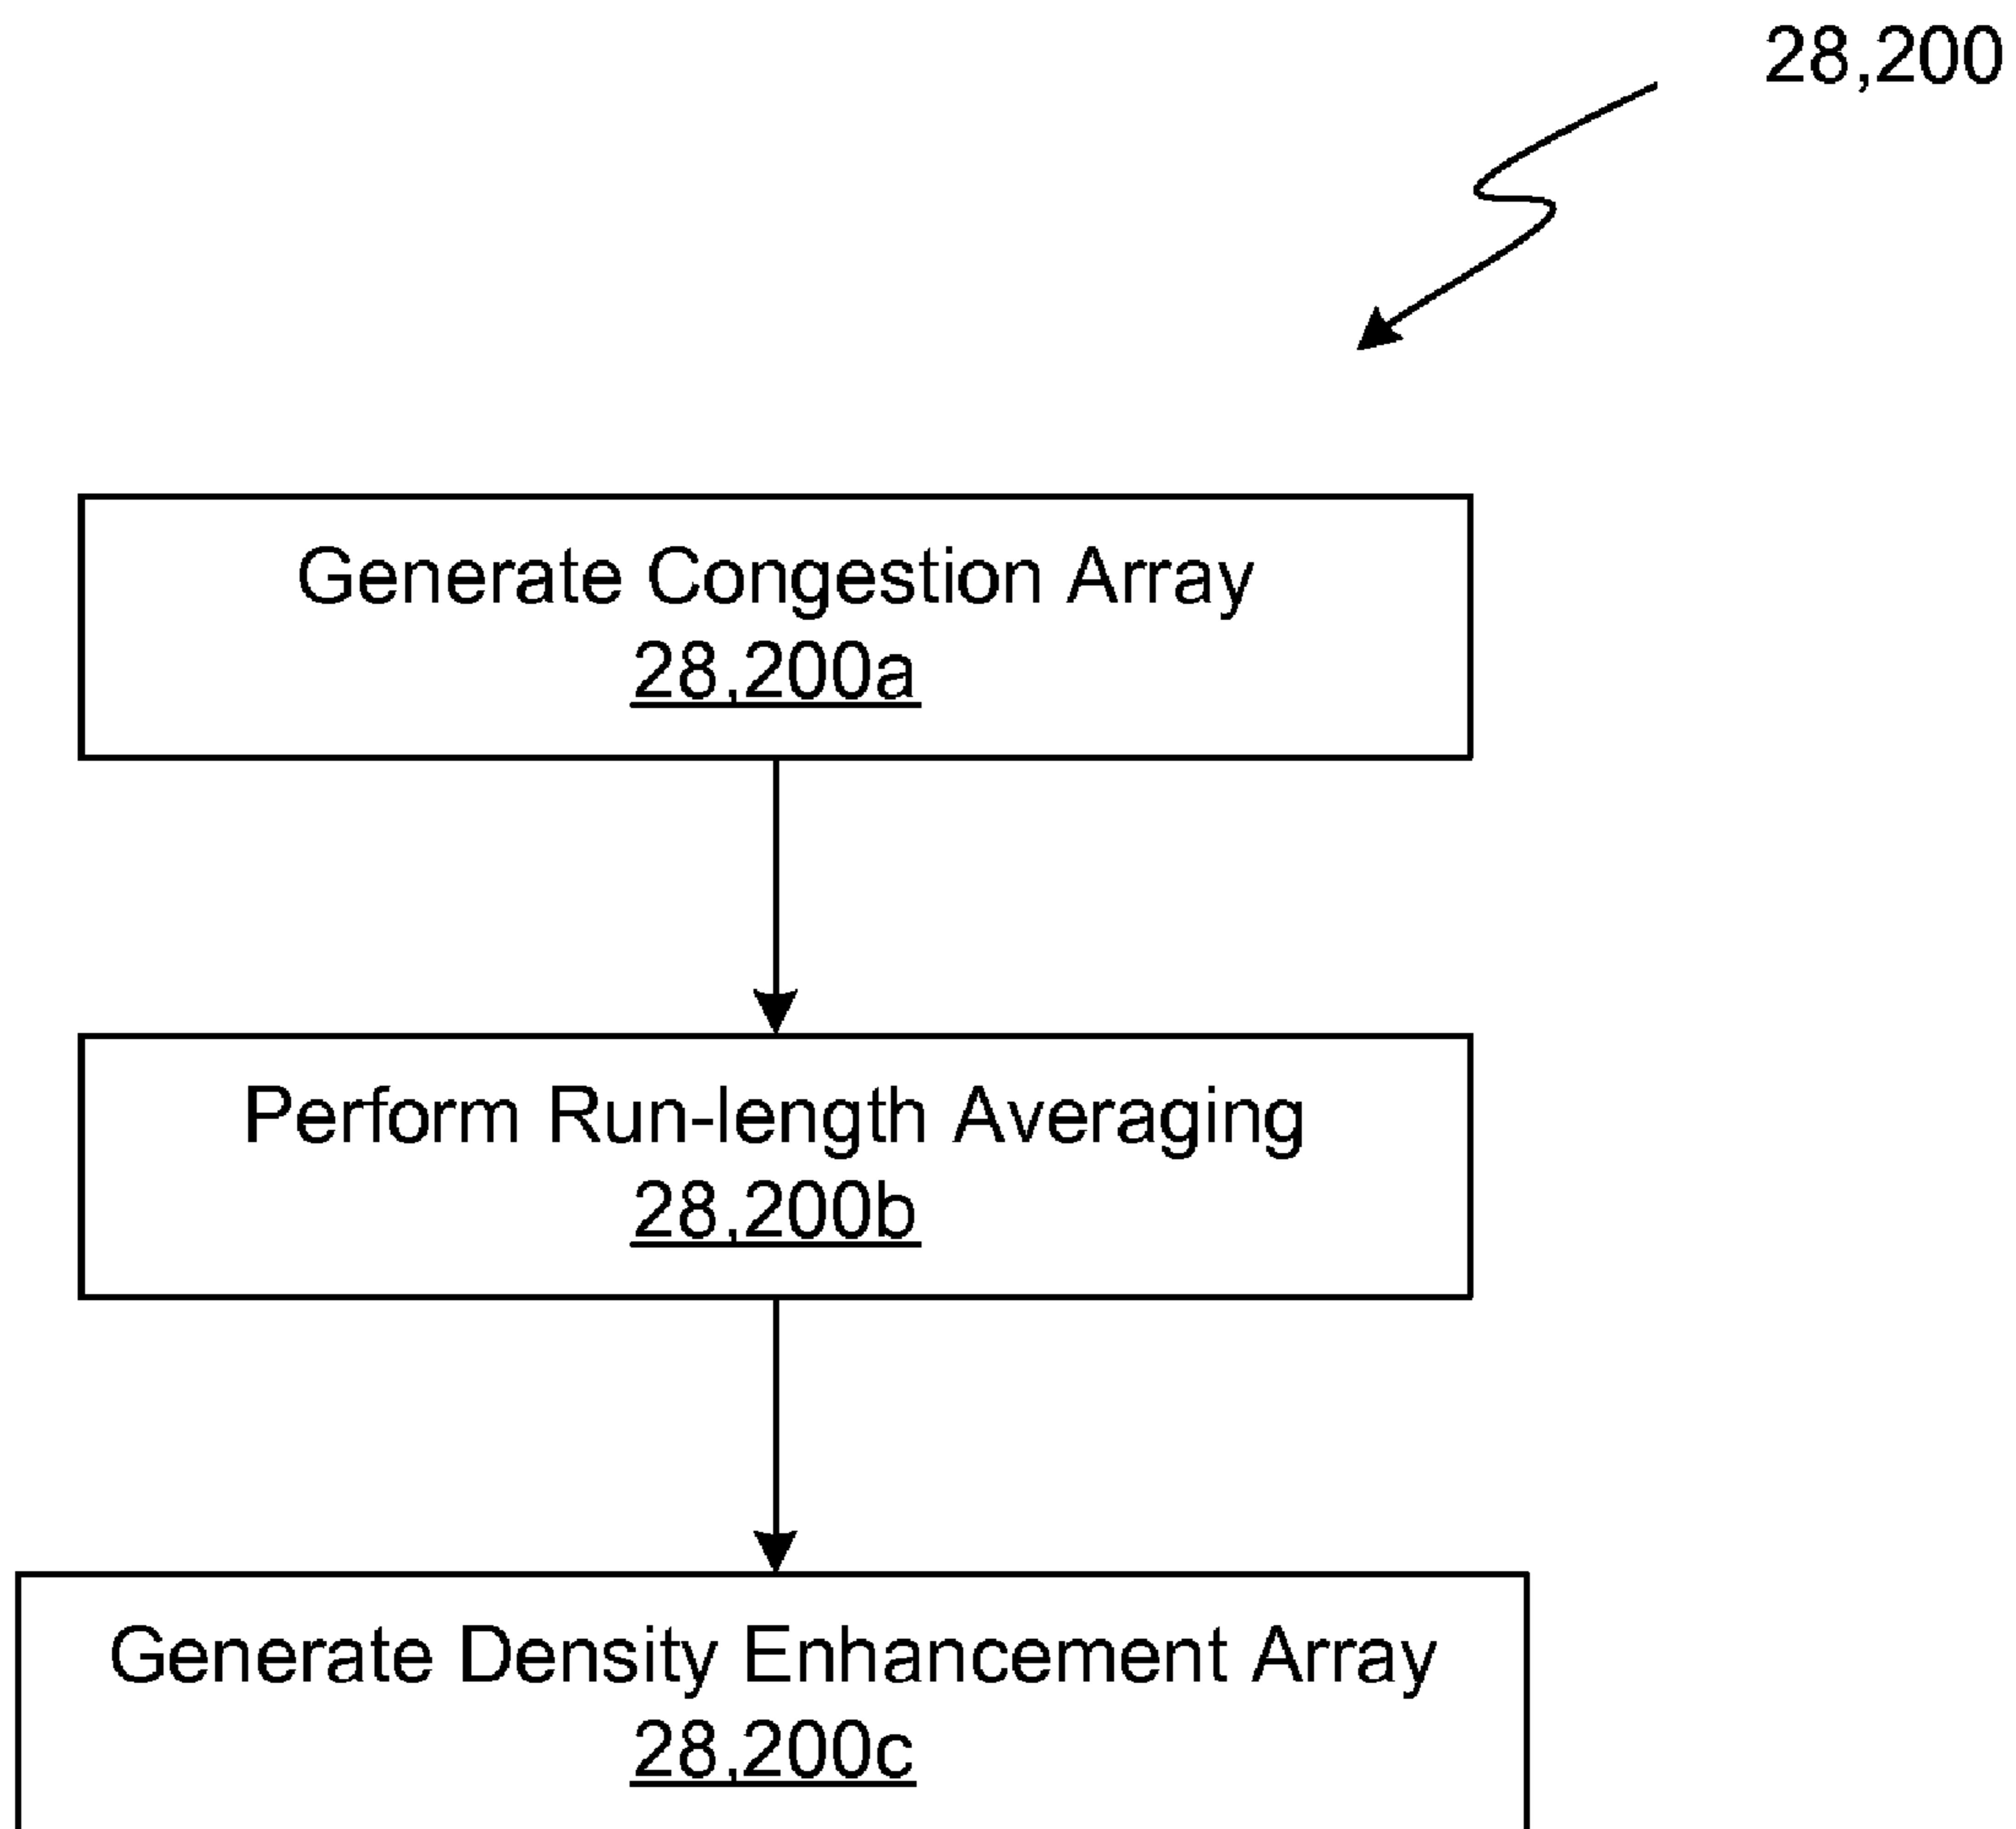 28,200
Generate Congestion Array
28,200a
Perform Run-length Averaging
28,200b
Generate Density Enhancement Array
28,200c